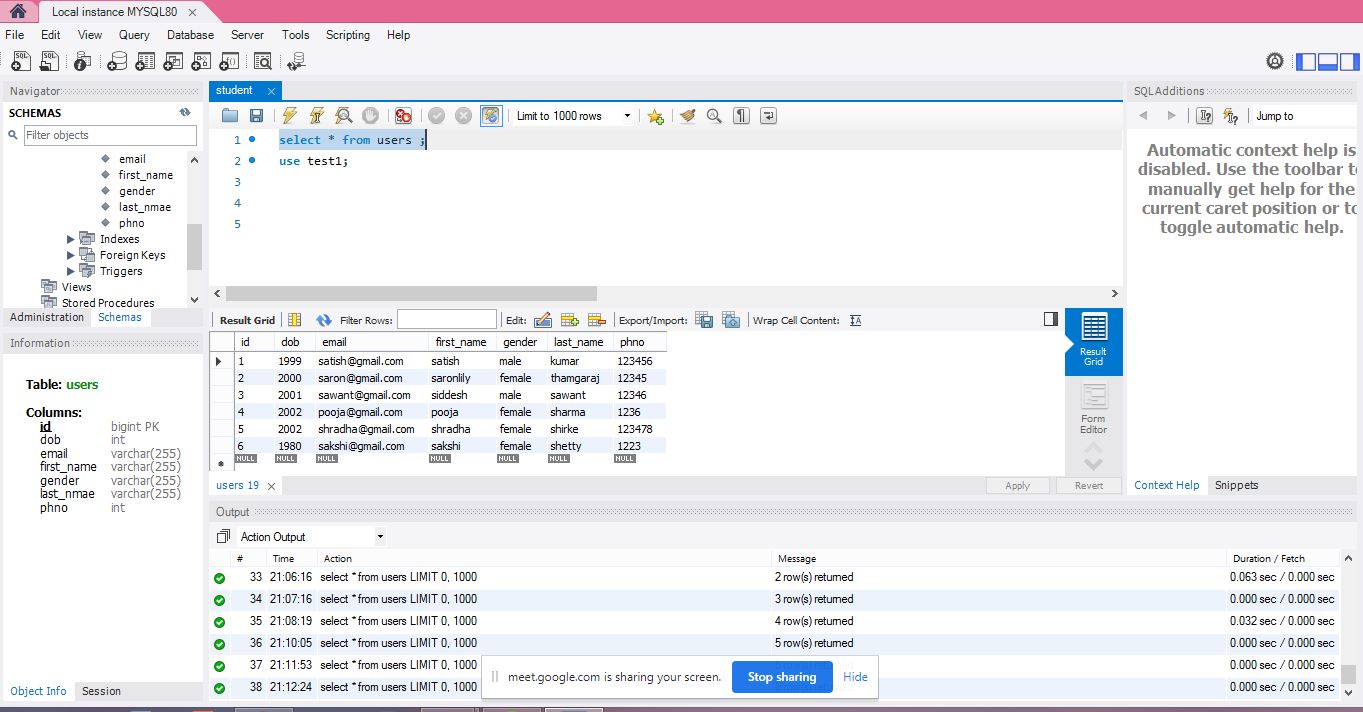 Local instance MYSQL80
File Edit View Query Database Server Tools Scripting Help
Navigator
SCHEMAS
Filter objects
email
first_name
gender
last_nmae
phno
Indexes
Foreign Keys
Triggers
Views
Stored Procedures
Administration Schemas
Information
Table: users
Columns:
id bigint PK
dob int
email varchar(255)
first_name varchar(255)
gender varchar(255)
last_nmae varchar(255)
phno int
Object Info Session
student
Limit to 1000 rows
1 select * from users ;
2 use test1;
3
4
5
Result Grid Filter Rows: Edit: Export/Import: Wrap Cell Content:
id dob email first_name gender last_name phno
1 1999 satish@gmail.com satish male kumar 123456
2 2000 saron@gmail.com saronlily female thamgaraj 12345
3 2001 sawant@gmail.com siddesh male sawant 12346
4 2002 pooja@gmail.com pooja female sharma 1236
5 2002 shradha@gmail.com shradha female shirke 123478
6 1980 sakshi@gmail.com sakshi female shetty 1223
NULL NULL NULL NULL NULL NULL NULL
Result
Grid
Form
Editor
users 19 Apply Revert
SQLAdditions
Jump to
Automatic context help is
disabled. Use the toolbar to
manually get help for the
current caret position or to
toggle automatic help.
Context Help Snippets
Output
Action Output
# Time Action Message Duration / Fetch
33 21:06:16 select * from users LIMIT 0, 1000 2 row(s) returned 0.063 sec / 0.000 sec
34 21:07:16 select * from users LIMIT 0, 1000 3 row(s) returned 0.000 sec / 0.000 sec
35 21:08:19 select * from users LIMIT 0, 1000 4 row(s) returned 0.032 sec / 0.000 sec
36 21:10:05 select * from users LIMIT 0, 1000 5 row(s) returned 0.000 sec / 0.000 sec
37 21:11:53 select * from users LIMIT 0, 1000 0.000 sec / 0.000 sec
38 21:12:24 select * from users LIMIT 0, 1000 0.000 sec / 0.000 sec
meet.google.com is sharing your screen. Stop sharing Hide